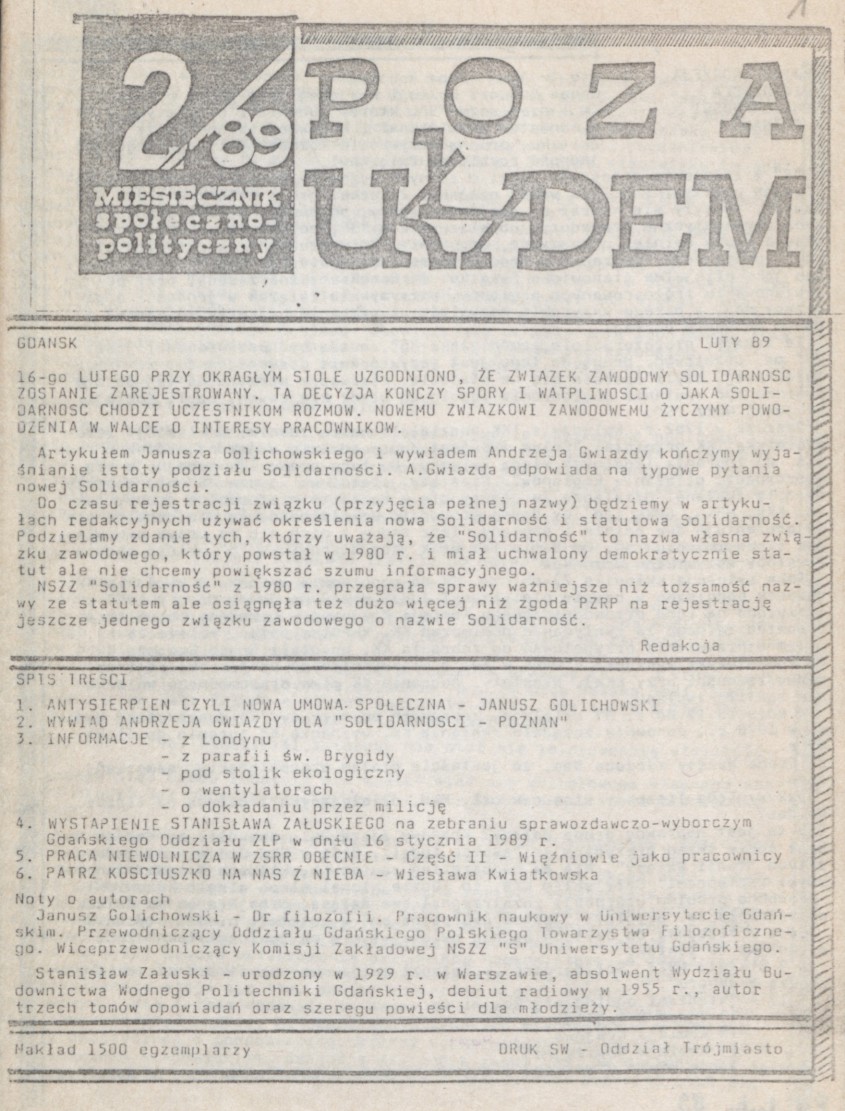 1
2/89
MIESIĘCZNIK
społeczno-
polityczny
POZA
UKŁADEM
GDAŃSK LUTY 89
16-go LUTEGO PRZY OKRAGŁYM STOLE UZGODNIONO, ŻE ZWIAZEK ZAWODOWY SOLIDARNOSC
ZOSTANIE ZAREJESTROWANY. TA DECYZJA KONCZY SPORY I WATPLIWOSCI O JAKA SOLI-
DARNOSC CHODZI UCZESTNIKOM ROZMOW. NOWEMU ZWIAZKOWI ZAWODOWEMU ŻYCZYMY POWO-
DZENIA W WALCE O INTERESY PRACOWNIKOW.
Artykułem Janusza Golichowskiego i wywiadem Andrzeja Gwiazdy kończymy wyja-
śnianie istoty podziału Solidarności. A.Gwiazda odpowiada na typowe pytania
nowej Solidarności.
Do czasu rejestracji związku (przyjęcia pełnej nazwy) będziemy w artyku-
łach redakcyjnych używać określenia nowa Solidarność i statutowa Solidarność.
Podzielamy zdanie tych, którzy uważają, że "Solidarność" to nazwa własna zwią-
zku zawodowego, który powstał w 1980 r. i miał uchwalony demokratycznie sta-
tut ale nie chcemy powiększać szumu informacyjnego.
NSZZ "Solidarność" z 1980 r. przegrała sprawy ważniejsze niż tożsamość naz-
wy ze statutem ale osiągnęła też dużo więcej niż zgoda PZRP na rejestrację
jeszcze jednego związku zawodowego o nazwie Solidarność.
Redakcja
SPIS TRESCI
1. ANTYSIERPIEN CZYLI NOWA UMOWA SPOŁECZNA - JANUSZ GOLICHOWSKI
2. WYWIAD ANDRZEJA GWIAZDY DLA "SOLIDARNOSCI - POZNAN"
3. INFORMACJE - z Londynu
- z parafii św. Brygidy
- pod stolik ekologiczny
- o wentylatorach
- o dokładaniu przez milicję
4. WYSTAPIENIE STANISŁAWA ZAŁUSKIEGO na zebraniu sprawozdawczo-wyborczym
Gdańskiego Oddziału ZLP w dniu 16 stycznia 1989 r.
5. PRACA NIEWOLNICZA W ZSRR OBECNIE - Część II - Więźniowie jako pracownicy
6. PATRZ KOSCIUSZKO NA NAS Z NIEBA - Wiesława Kwiatkowska
Noty o autorach
Janusz Golichowski - Dr filozofii. Pracownik naukowy w Uniwersytecie Gdań-
skim. Przewodniczący Oddziału Gdańskiego Polskiego Towarzystwa Filozoficzne-
go. Wiceprzewodniczący Komisji Zakładowej NSZZ "S" Uniwersytetu Gdańskiego.
Stanisław Załuski - urodzony w 1929 r. w Warszawie, absolwent Wydziału Bu-
downictwa Wodnego Politechniki Gdańskiej, debiut radiowy w 1955 r., autor
trzech tomów opowiadań oraz szeregu powieści dla młodzieży.
Nakład 1500 egzemplarzy DRUK SW - Oddział Trójmiasto